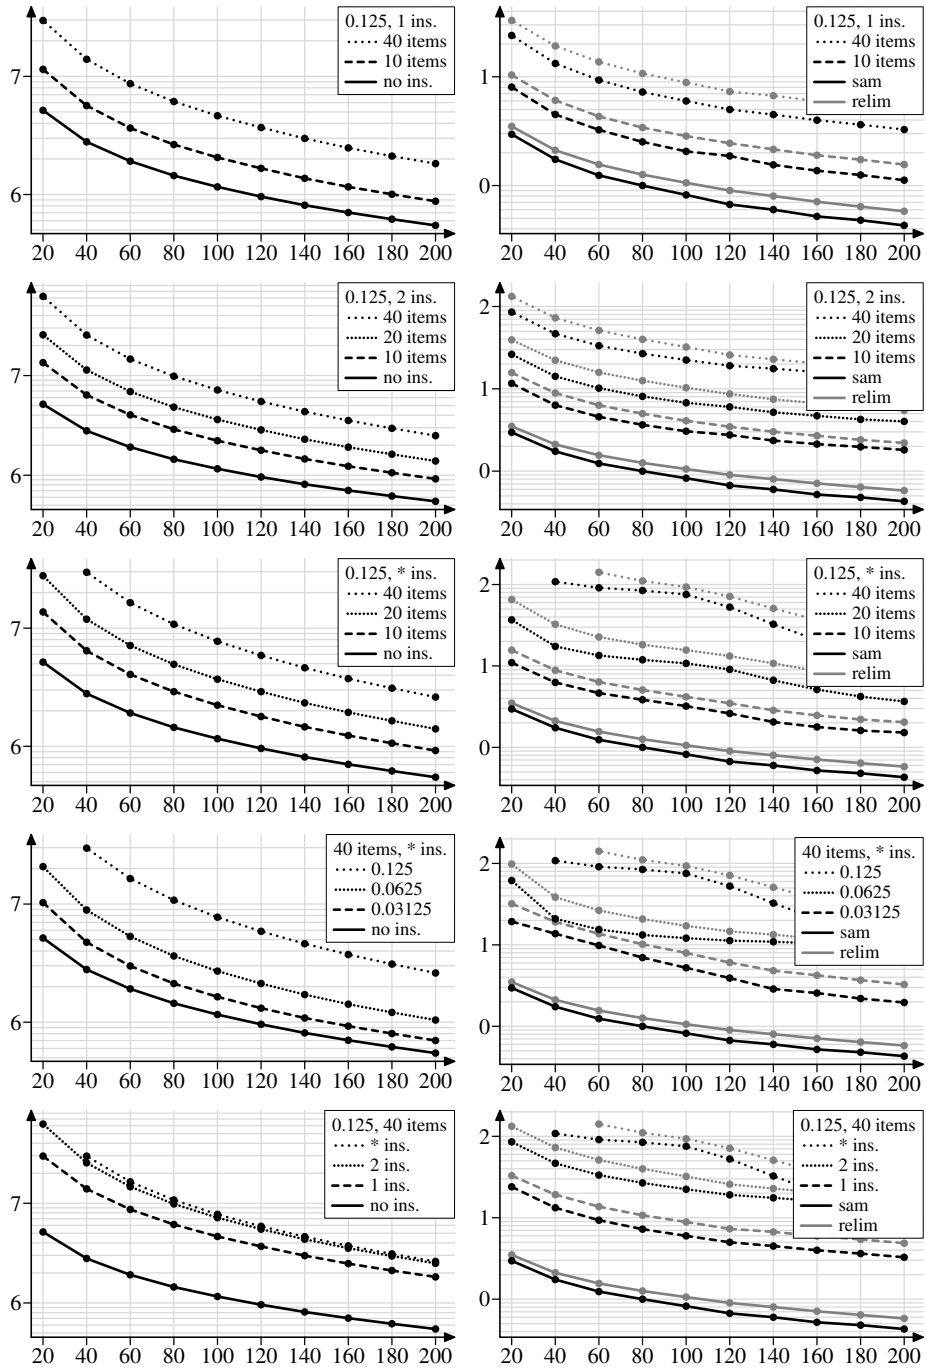 0.125, 1 ins.
40 items
10 items
no ins.
7
6
20 40 60 80 100 120 140 160 180 200
0.125, 1 ins.
40 items
10 items
sam
relim
1
0
20 40 60 80 100 120 140 160 180 200
0.125, 2 ins.
40 items
20 items
10 items
no ins.
7
6
20 40 60 80 100 120 140 160 180 200
0.125, 2 ins.
40 items
20 items
10 items
sam
relim
2
1
0
20 40 60 80 100 120 140 160 180 200
0.125, * ins.
40 items
20 items
10 items
no ins.
7
6
20 40 60 80 100 120 140 160 180 200
0.125, * ins.
40 items
20 items
10 items
sam
relim
2
1
0
20 40 60 80 100 120 140 160 180 200
40 items, * ins.
0.125
0.0625
0.03125
no ins.
7
6
20 40 60 80 100 120 140 160 180 200
40 items, * ins.
0.125
0.0625
0.03125
sam
relim
2
1
0
20 40 60 80 100 120 140 160 180 200
0.125, 40 items
* ins.
2 ins.
1 ins.
no ins.
7
6
20 40 60 80 100 120 140 160 180 200
0.125, 40 items
* ins.
2 ins.
1 ins.
sam
relim
2
1
0
20 40 60 80 100 120 140 160 180 200